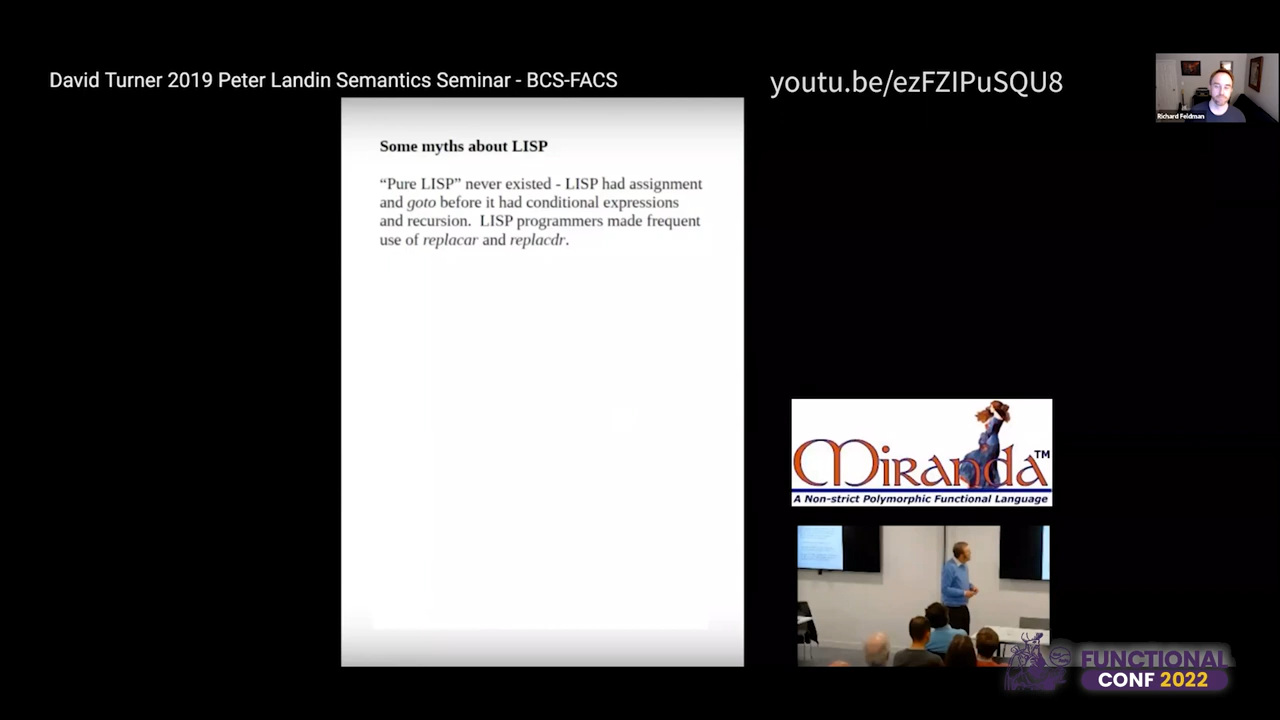 David Turner 2019 Peter Landin Semantics Seminar - BCS-FACS
youtu.be/ezFZIPuSQU8
Richard Feldman
Some myths about LISP
“Pure LISP” never existed - LISP had assignment
and goto before it had conditional expressions
and recursion. LISP programmers made frequent
use of replacar and replacdr.
Miranda™
A Non-strict Polymorphic Functional Language
FUNCTIONAL
CONF 2022